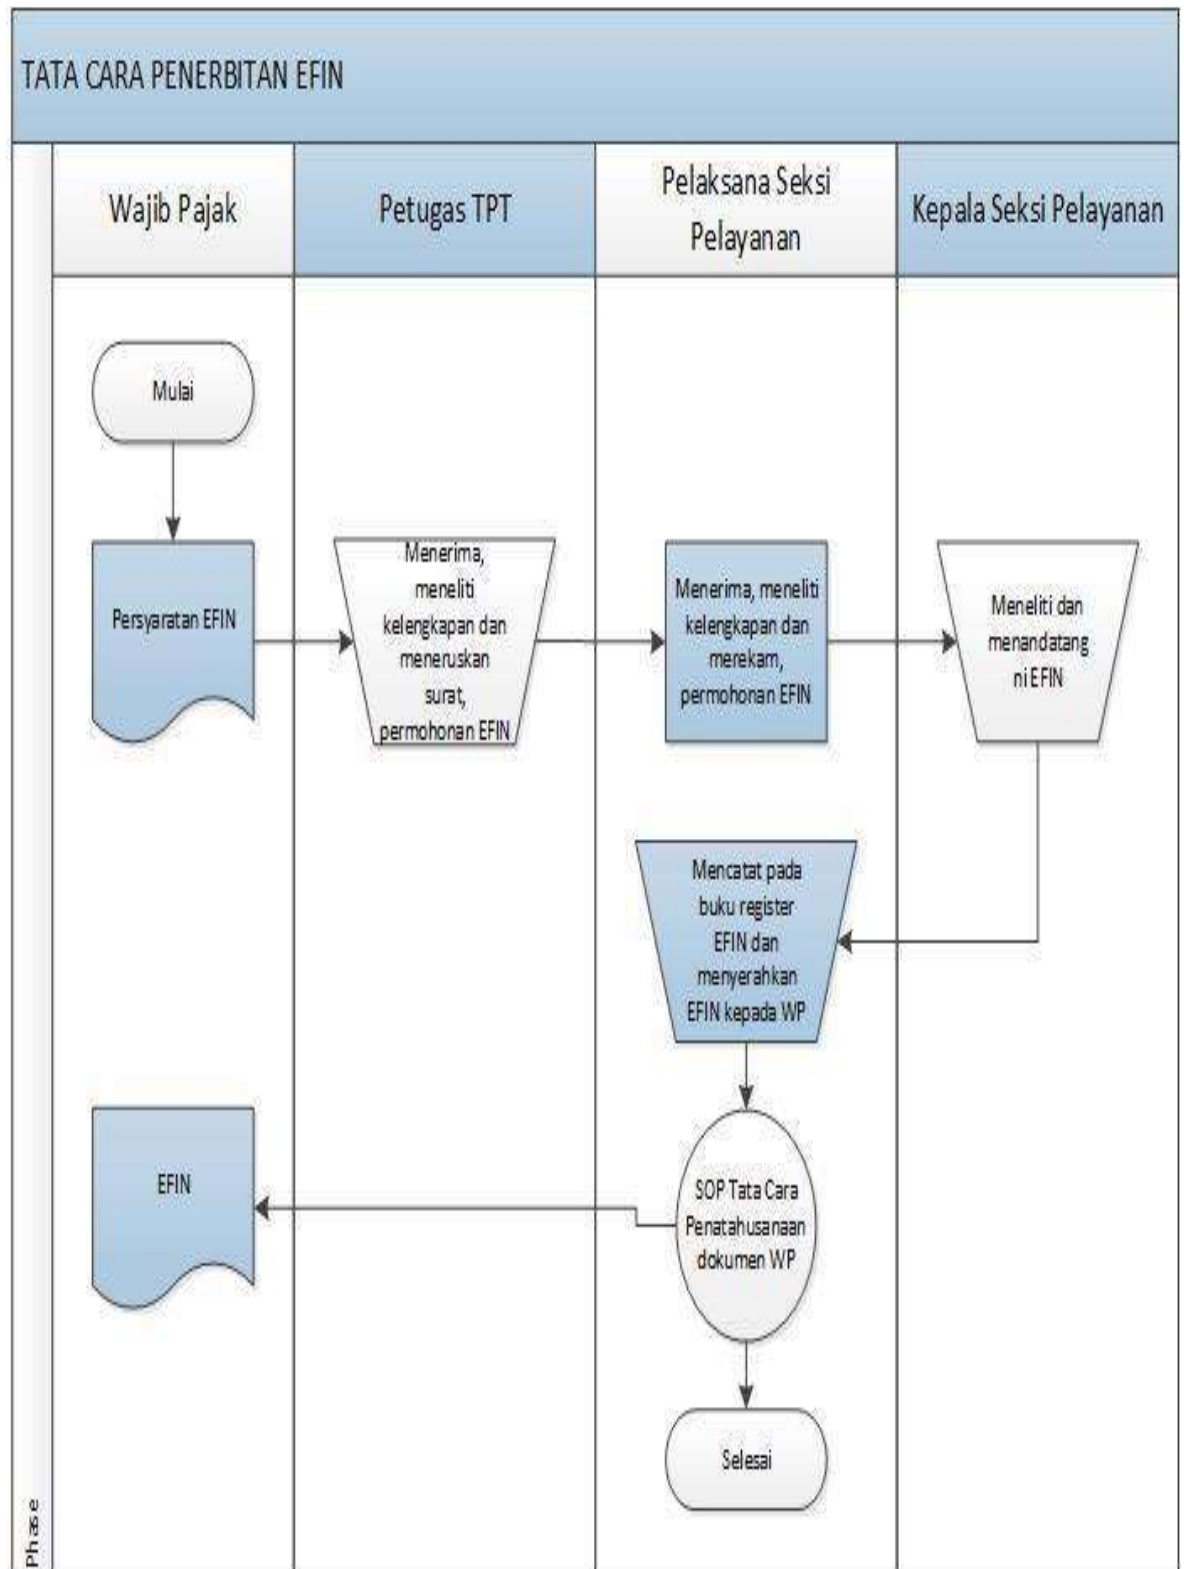 TATA CARA PENERBITAN EFIN
Wajib Pajak
Petugas TPT
Pelaksana Seksi
Pelayanan
Kepala Seksi Pelayanan
Mulai
Persyaratan EFIN
Menerima,
meneliti
kelengkapan dan
meneruskan
surat,
permohonan EFIN
Menerima, meneliti
kelengkapan dan
merekam,
permohonan EFIN
Meneliti dan
menandatang
ni EFIN
Mencatat pada
buku register
EFIN dan
menyerahkan
EFIN kepada WP
EFIN
SOP Tata Cara
Penatahusanaan
dokumen WP
Selesai
Phase